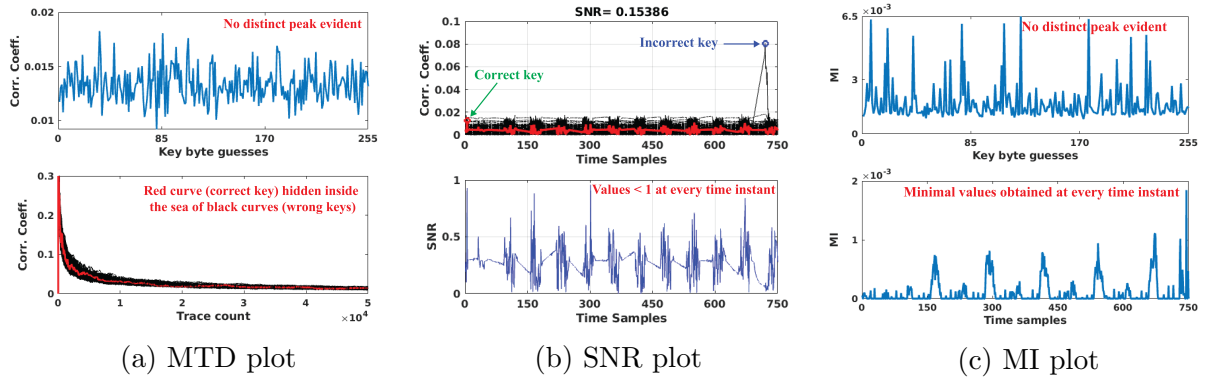 0.02
0.015
0.01
Corr. Coeff.
No distinct peak evident
0
85
170
255
Key byte guesses
0.3
0.2
0.1
0
Corr. Coeff.
Red curve (correct key) hidden inside
the sea of black curves (wrong keys)
0
1
2
3
4
5
Trace count
×10⁴
(a) MTD plot
SNR= 0.15386
0.1
0.08
0.06
0.04
0.02
0
Corr. Coeff.
Incorrect key
Correct key
0
150
300
450
600
750
Time Samples
1
0.5
0
SNR
Values < 1 at every time instant
0
150
300
450
600
750
Time Samples
(b) SNR plot
×10⁻³
6.5
3
0
MI
No distinct peak evident
0
85
170
255
Key byte guesses
×10⁻³
2
1
0
MI
Minimal values obtained at every time instant
0
150
300
450
600
750
Time samples
(c) MI plot